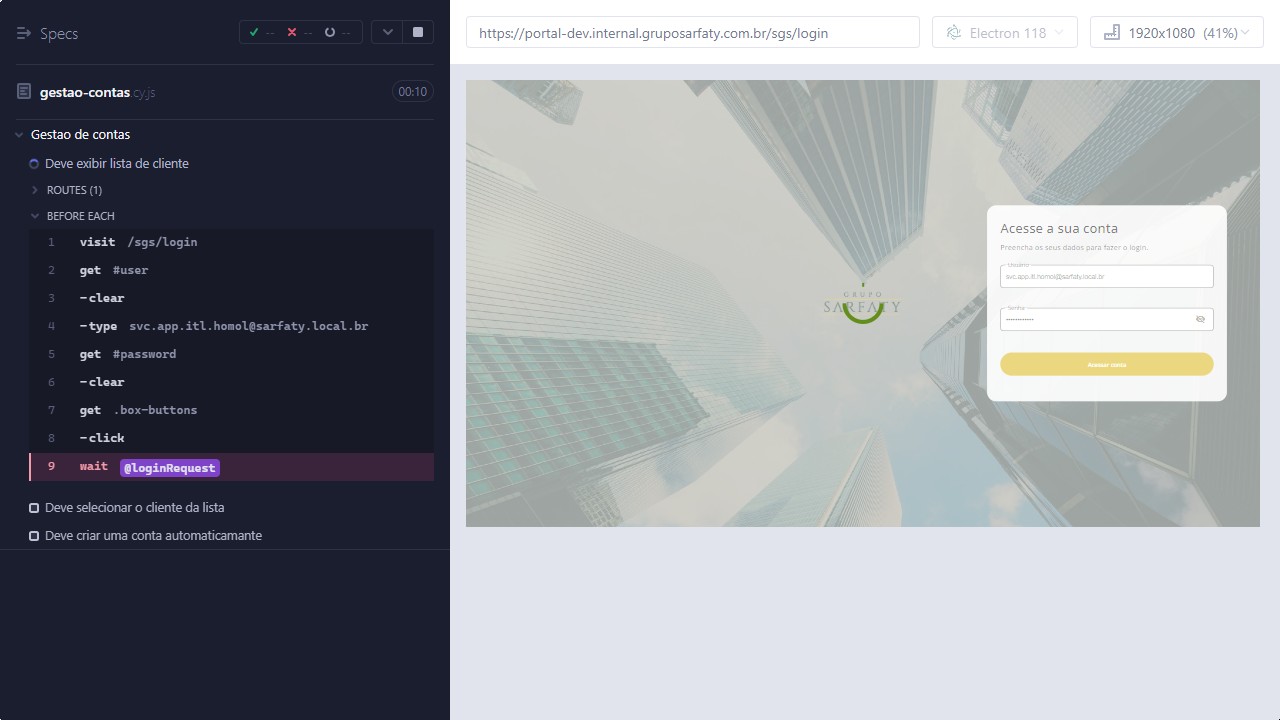 Specs
-- -- --
https://portal-dev.internal.gruposarfaty.com.br/sgs/login
Electron 118
1920x1080 (41%)
gestao-contas.cy.js
00:10
Gestao de contas
Deve exibir lista de cliente
ROUTES (1)
BEFORE EACH
1 visit /sgs/login
2 get #user
3 -clear
4 -type svc.app.itl.homol@sarfaty.local.br
5 get #password
6 -clear
7 get .box-buttons
8 -click
9 wait @loginRequest
Deve selecionar o cliente da lista
Deve criar uma conta automaticamante
GRUPO
SARFATY
Acesse a sua conta
Preencha os seus dados para fazer o login.
Usuário
svc.app.itl.homol@sarfaty.local.br
Senha
••••••••••••
Acessar conta